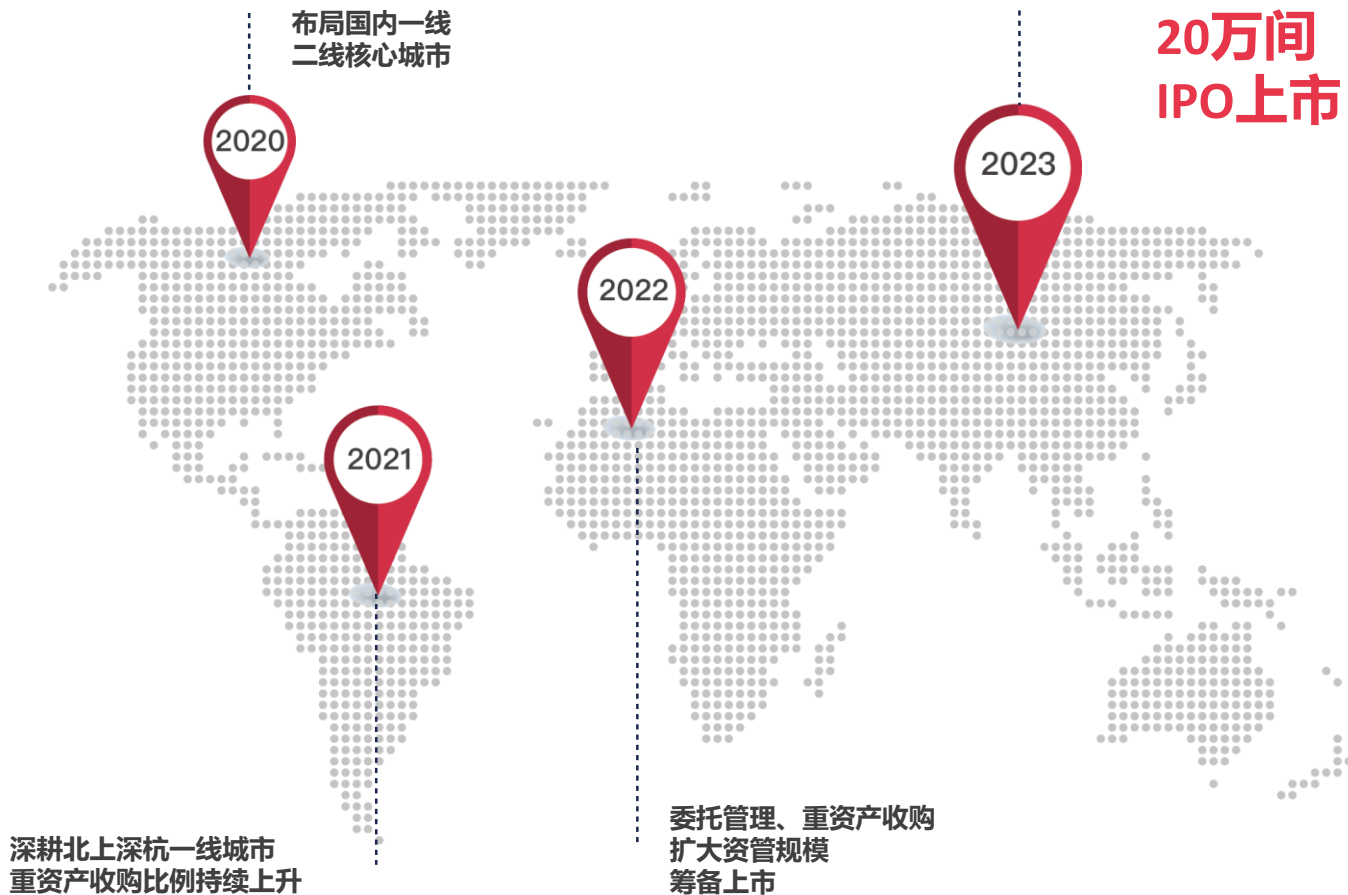 布局国内一线
二线核心城市
20万间
IPO上市
2020
2023
2022
2021
委托管理、重资产收购
扩大资管规模
筹备上市
深耕北上深杭一线城市
重资产收购比例持续上升